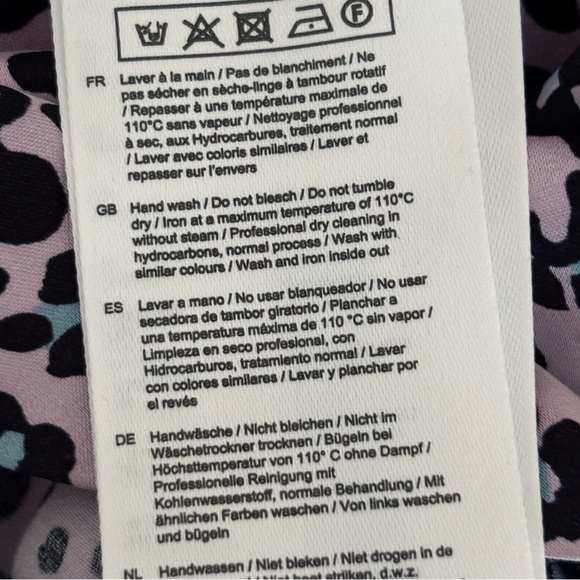 F
FR Laver à la main / Pas de blanchiment / Ne
pas sécher en sèche-linge à tambour rotatif
/ Repasser à une température maximale de
110°C sans vapeur / Nettoyage professionnel
à sec, aux Hydrocarbures, traitement normal
/ Laver avec coloris similaires / Laver et
repasser sur l'envers
GB Hand wash / Do not bleach / Do not tumble
dry / Iron at a maximum temperature of 110°C
without steam / Professional dry cleaning in
hydrocarbons, normal process / Wash with
similar colours / Wash and iron inside out
ES Lavar a mano / No usar blanqueador / No usar
secadora de tambor giratorio / Planchar a
una temperatura máxima de 110 °C sin vapor /
Limpieza en seco profesional, con
Hidrocarburos, tratamiento normal / Lavar
con colores similares / Lavar y planchar por
el revés
DE Handwäsche / Nicht bleichen / Nicht im
Wäschetrockner trocknen / Bügeln bei
Höchsttemperatur von 110° C ohne Dampf /
Professionelle Reinigung mit
Kohlenwasserstoff, normale Behandlung / Mit
ähnlichen Farben waschen / Von links waschen
und bügeln
NL Handwassen / Niet bleken / Niet drogen in de
strijken, d.w.z.